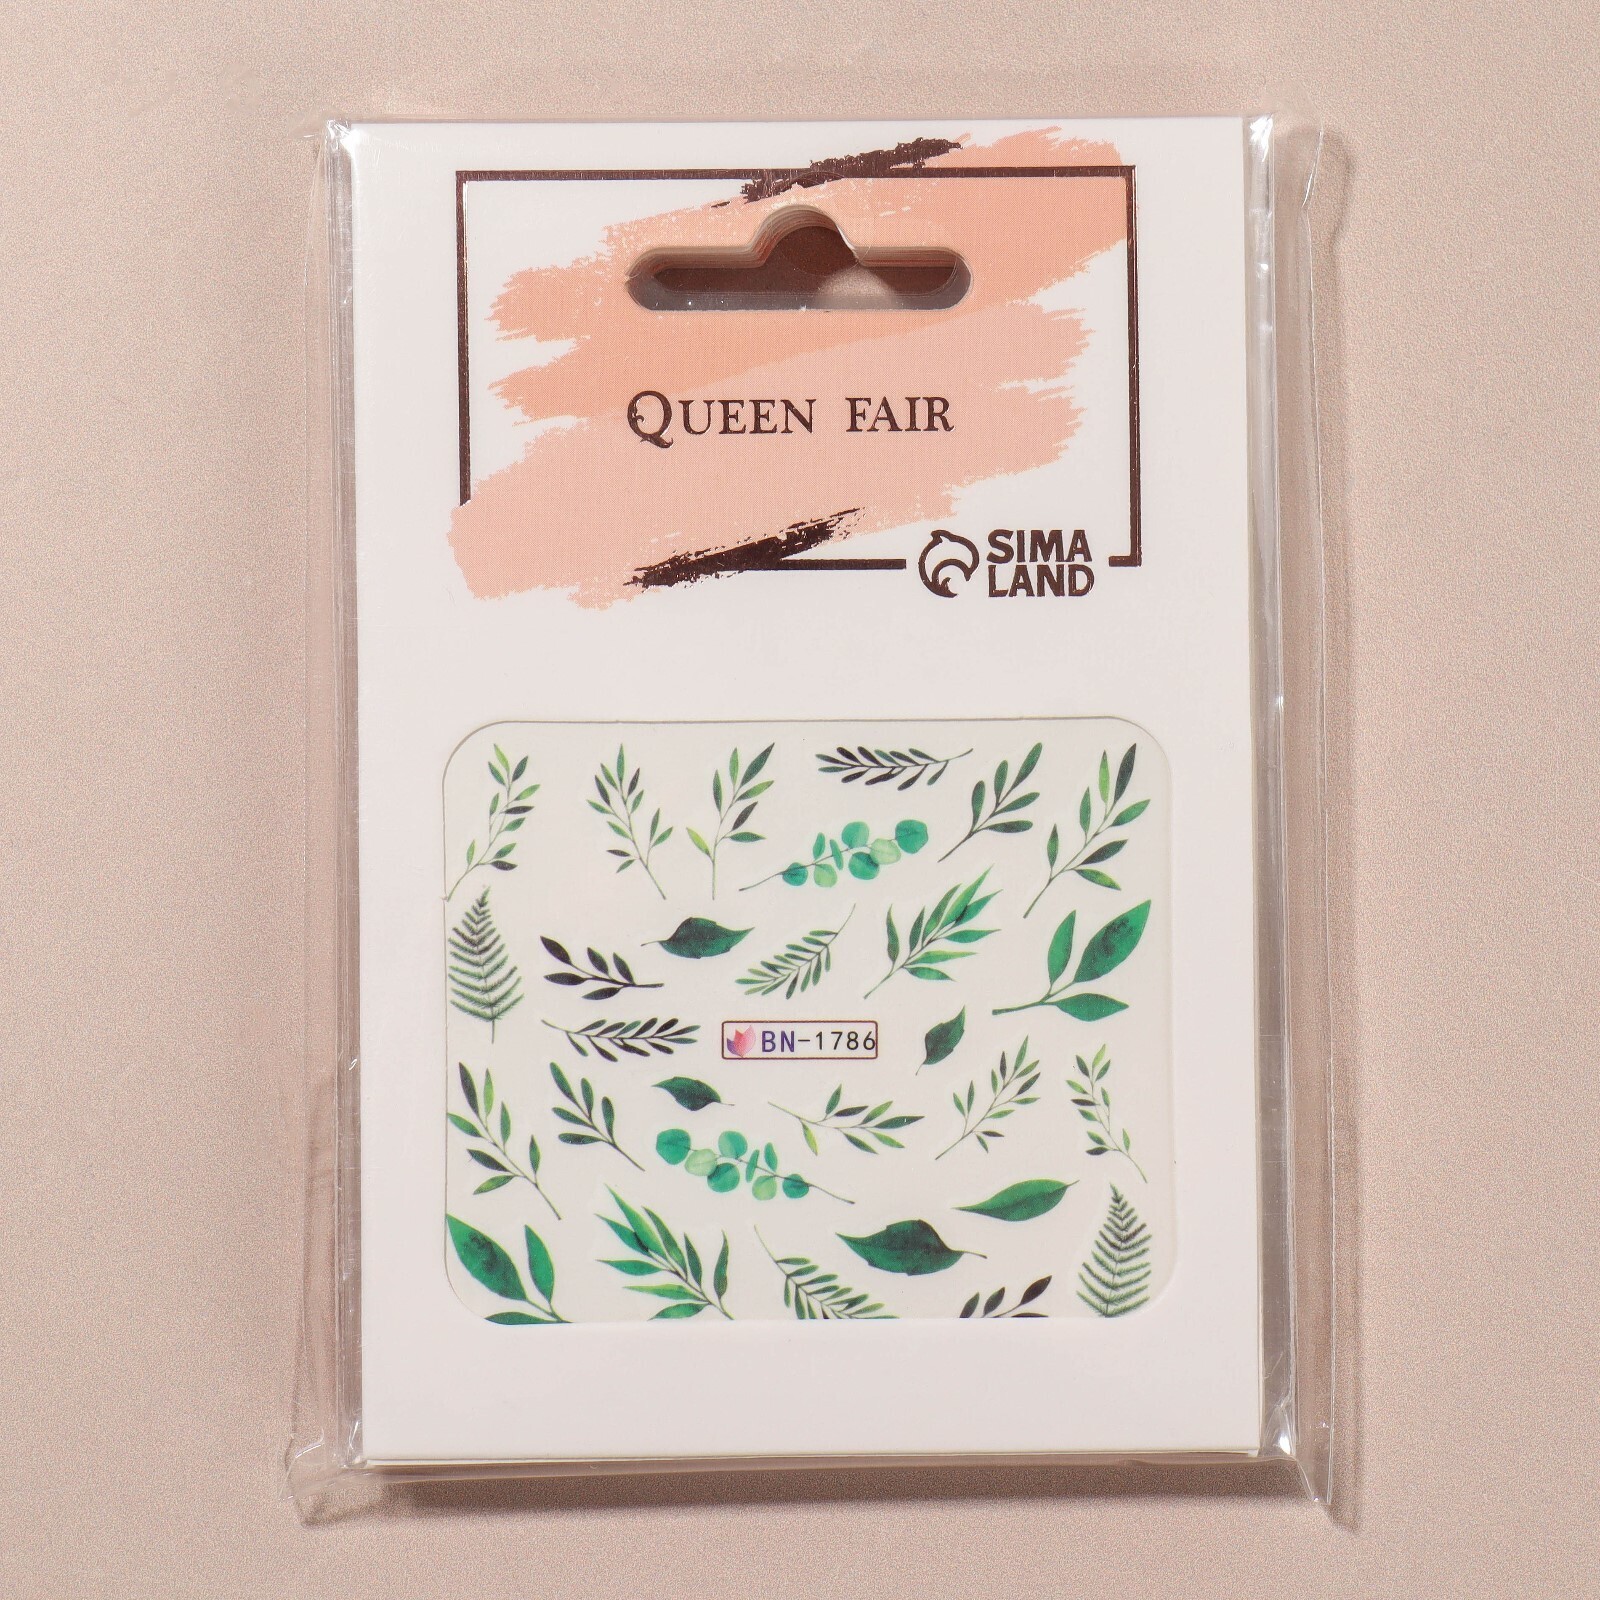 QUEEN FAIR
SIMA
LAND
BN-1786